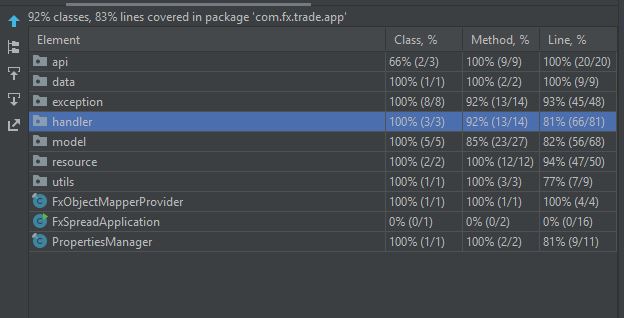 92% classes, 83% lines covered in package 'com.fx.trade.app'
Element Class, % Method, % Line, %
api 66% (2/3) 100% (9/9) 100% (20/20)
data 100% (1/1) 100% (2/2) 100% (9/9)
exception 100% (8/8) 92% (13/14) 93% (45/48)
handler 100% (3/3) 92% (13/14) 81% (66/81)
model 100% (5/5) 85% (23/27) 82% (56/68)
resource 100% (2/2) 100% (12/12) 94% (47/50)
utils 100% (1/1) 100% (3/3) 77% (7/9)
FxObjectMapperProvider 100% (1/1) 100% (1/1) 100% (4/4)
FxSpreadApplication 0% (0/1) 0% (0/2) 0% (0/16)
PropertiesManager 100% (1/1) 100% (2/2) 81% (9/11)